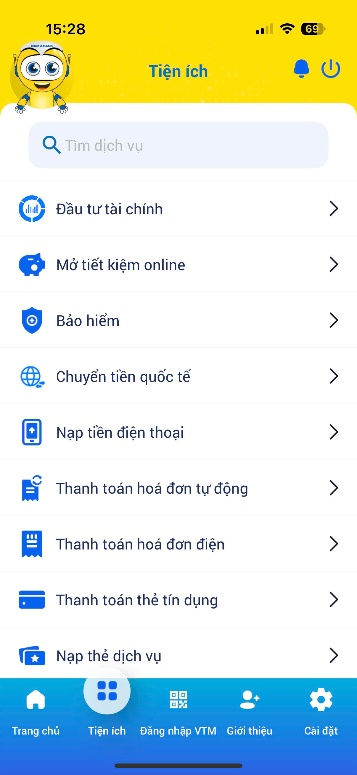 15:28
69
Tiện ích
Tìm dịch vụ
Đầu tư tài chính
Mở tiết kiệm online
Bảo hiểm
Chuyển tiền quốc tế
Nạp tiền điện thoại
Thanh toán hoá đơn tự động
Thanh toán hoá đơn điện
Thanh toán thẻ tín dụng
Nạp thẻ dịch vụ
Trang chủ
Tiện ích
Đăng nhập VTM
Giới thiệu
Cài đặt